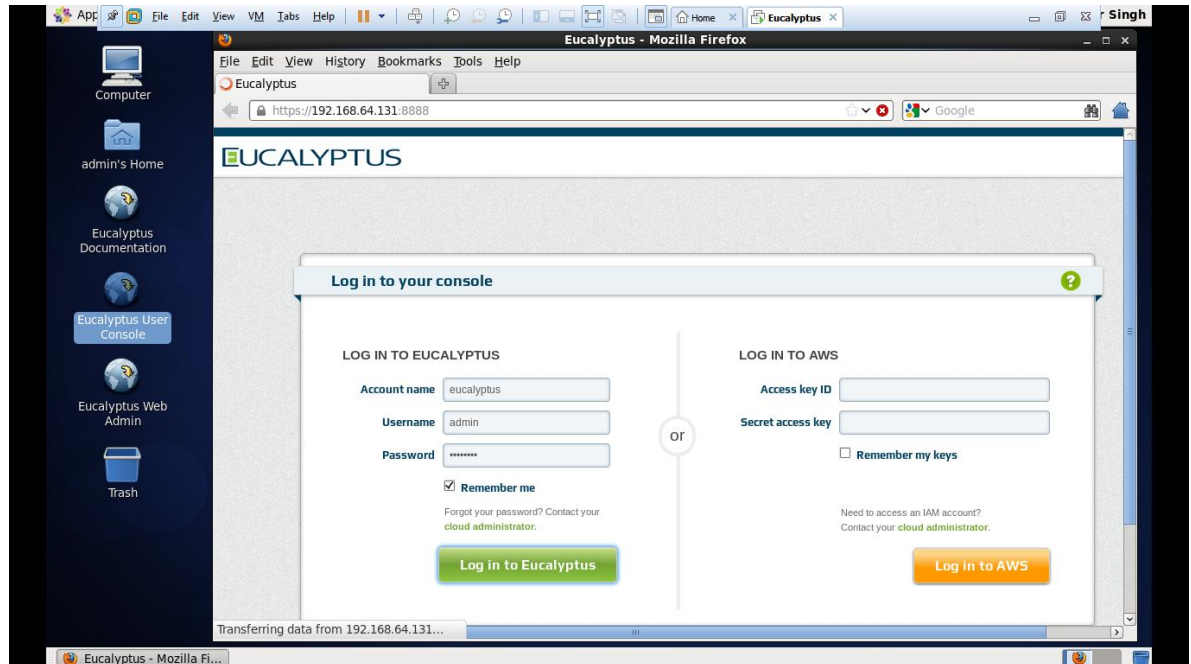 App File Edit View VM Tabs Help Home × Eucalyptus × r Singh
Eucalyptus - Mozilla Firefox
File Edit View History Bookmarks Tools Help
Eucalyptus
https://192.168.64.131:8888 Google
Computer
admin's Home
Eucalyptus
Documentation
Eucalyptus User
Console
Eucalyptus Web
Admin
Trash
EUCALYPTUS
Log in to your console ?
LOG IN TO EUCALYPTUS
Account name eucalyptus
Username admin
Password ••••••••
Remember me
Forgot your password? Contact your
cloud administrator.
Log in to Eucalyptus
or
LOG IN TO AWS
Access key ID
Secret access key
Remember my keys
Need to access an IAM account?
Contact your cloud administrator.
Log in to AWS
Transferring data from 192.168.64.131...
Eucalyptus - Mozilla Fi...